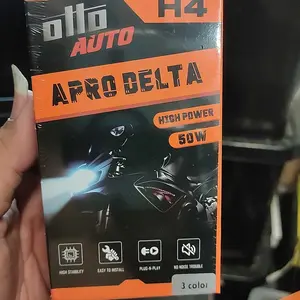 otto H4
AUTO
APRO DELTA
HIGH POWER
50W
HIGH STABILITY EASY TO INSTALL PLUG N PLAY NO NOISE TROUBLE
3 color